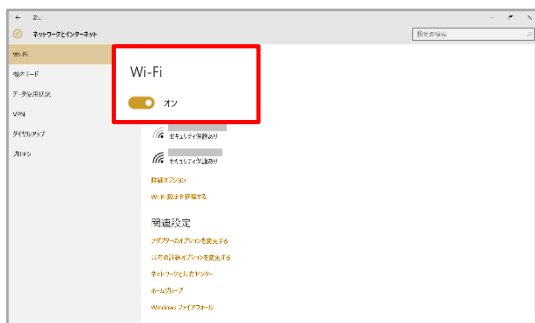 ネットワークとインターネット
設定の検索
Wi-Fi
機内モード
データ使用状況
VPN
ダイヤルアップ
プロキシ
Wi-Fi
オン
セキュリティ保護あり
セキュリティ保護あり
詳細オプション
Wi-Fi 設定を管理する
関連設定
アダプターのオプションを変更する
共有の詳細オプションを変更する
ネットワークと共有センター
ホームグループ
Windows ファイアウォール